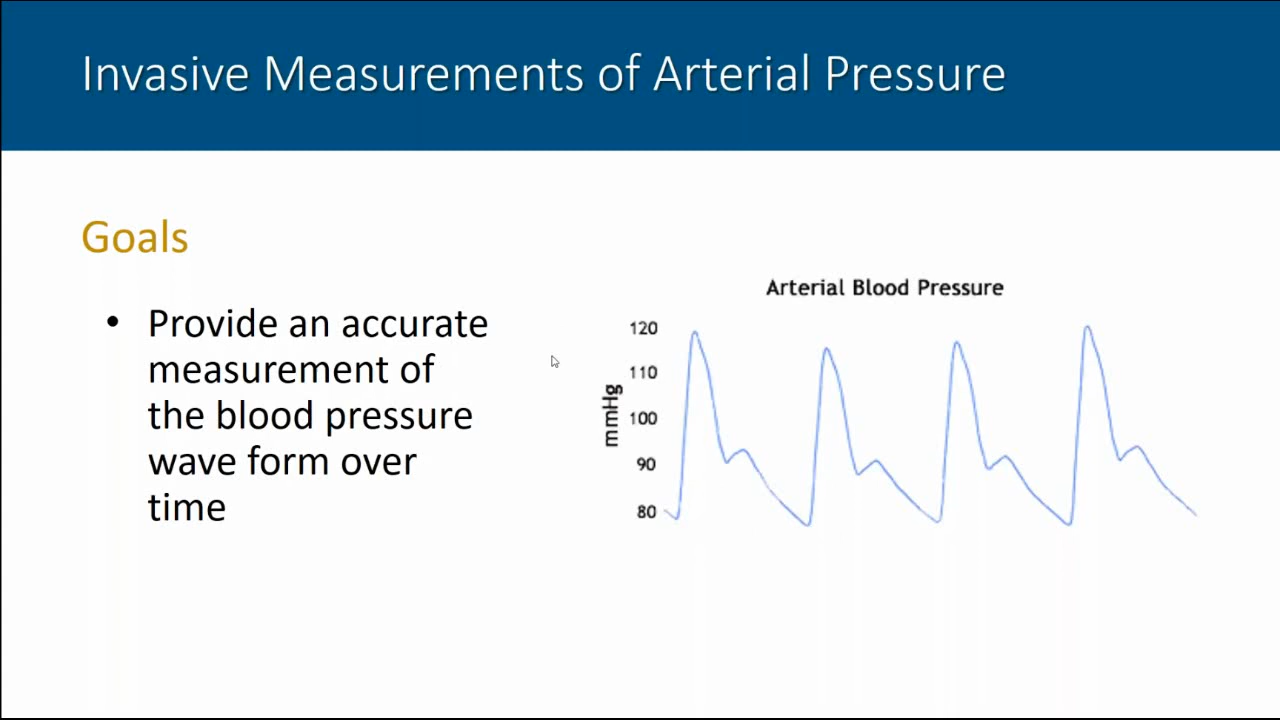 Invasive Measurements of Arterial Pressure
Goals
• Provide an accurate
measurement of
the blood pressure
wave form over
time
Arterial Blood Pressure
mmHg
120
110
100
90
80